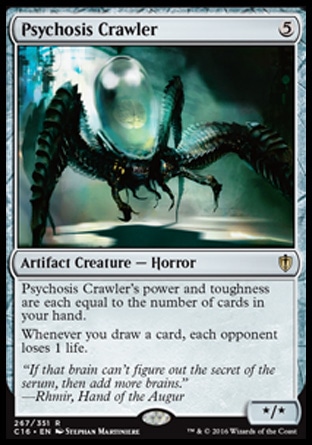 Psychosis Crawler 5
Artifact Creature — Horror
Psychosis Crawler's power and toughness
are each equal to the number of cards in
your hand.
Whenever you draw a card, each opponent
loses 1 life.
"If that brain can't figure out the secret of the
serum, then add more brains."
—Rhmir, Hand of the Augur
267/351 R
C16 • EN Stephan Martiniere
™ & © 2016 Wizards of the Coast
*/*